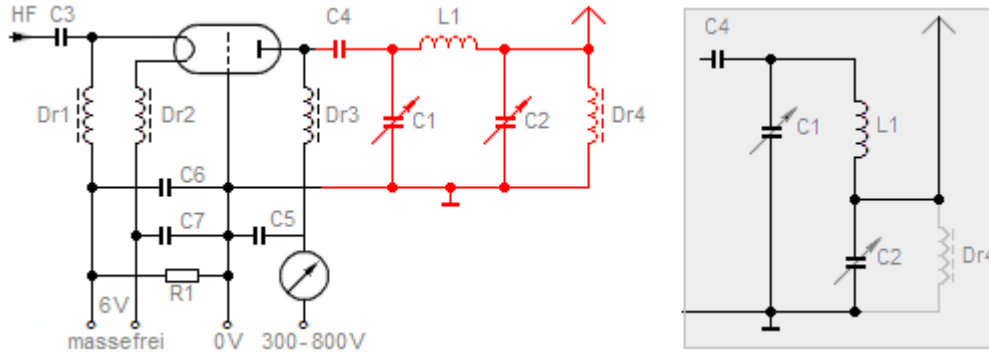 HF C3 C4 L1
C4
Dr1 Dr2 Dr3 C1 C2 Dr4
C1 L1
C6
C7 C5
C2 Dr4
R1
6V
massefrei 0V 300-800V